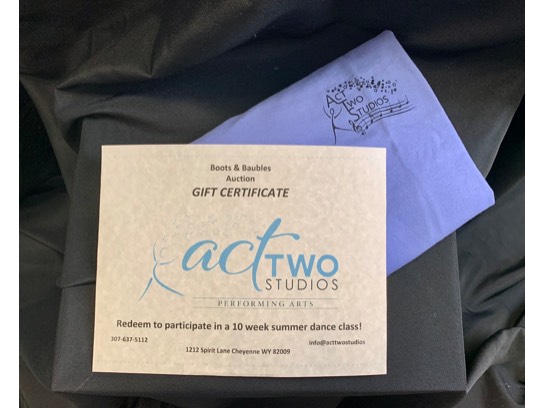 ACT
TWO
STUDIOS
Boots & Baubles
Auction
GIFT CERTIFICATE
act TWO
STUDIOS
PERFORMING ARTS
Redeem to participate in a 10 week summer dance class!
307-637-5112 info@acttwostudios
1212 Spirit Lane Cheyenne WY 82009